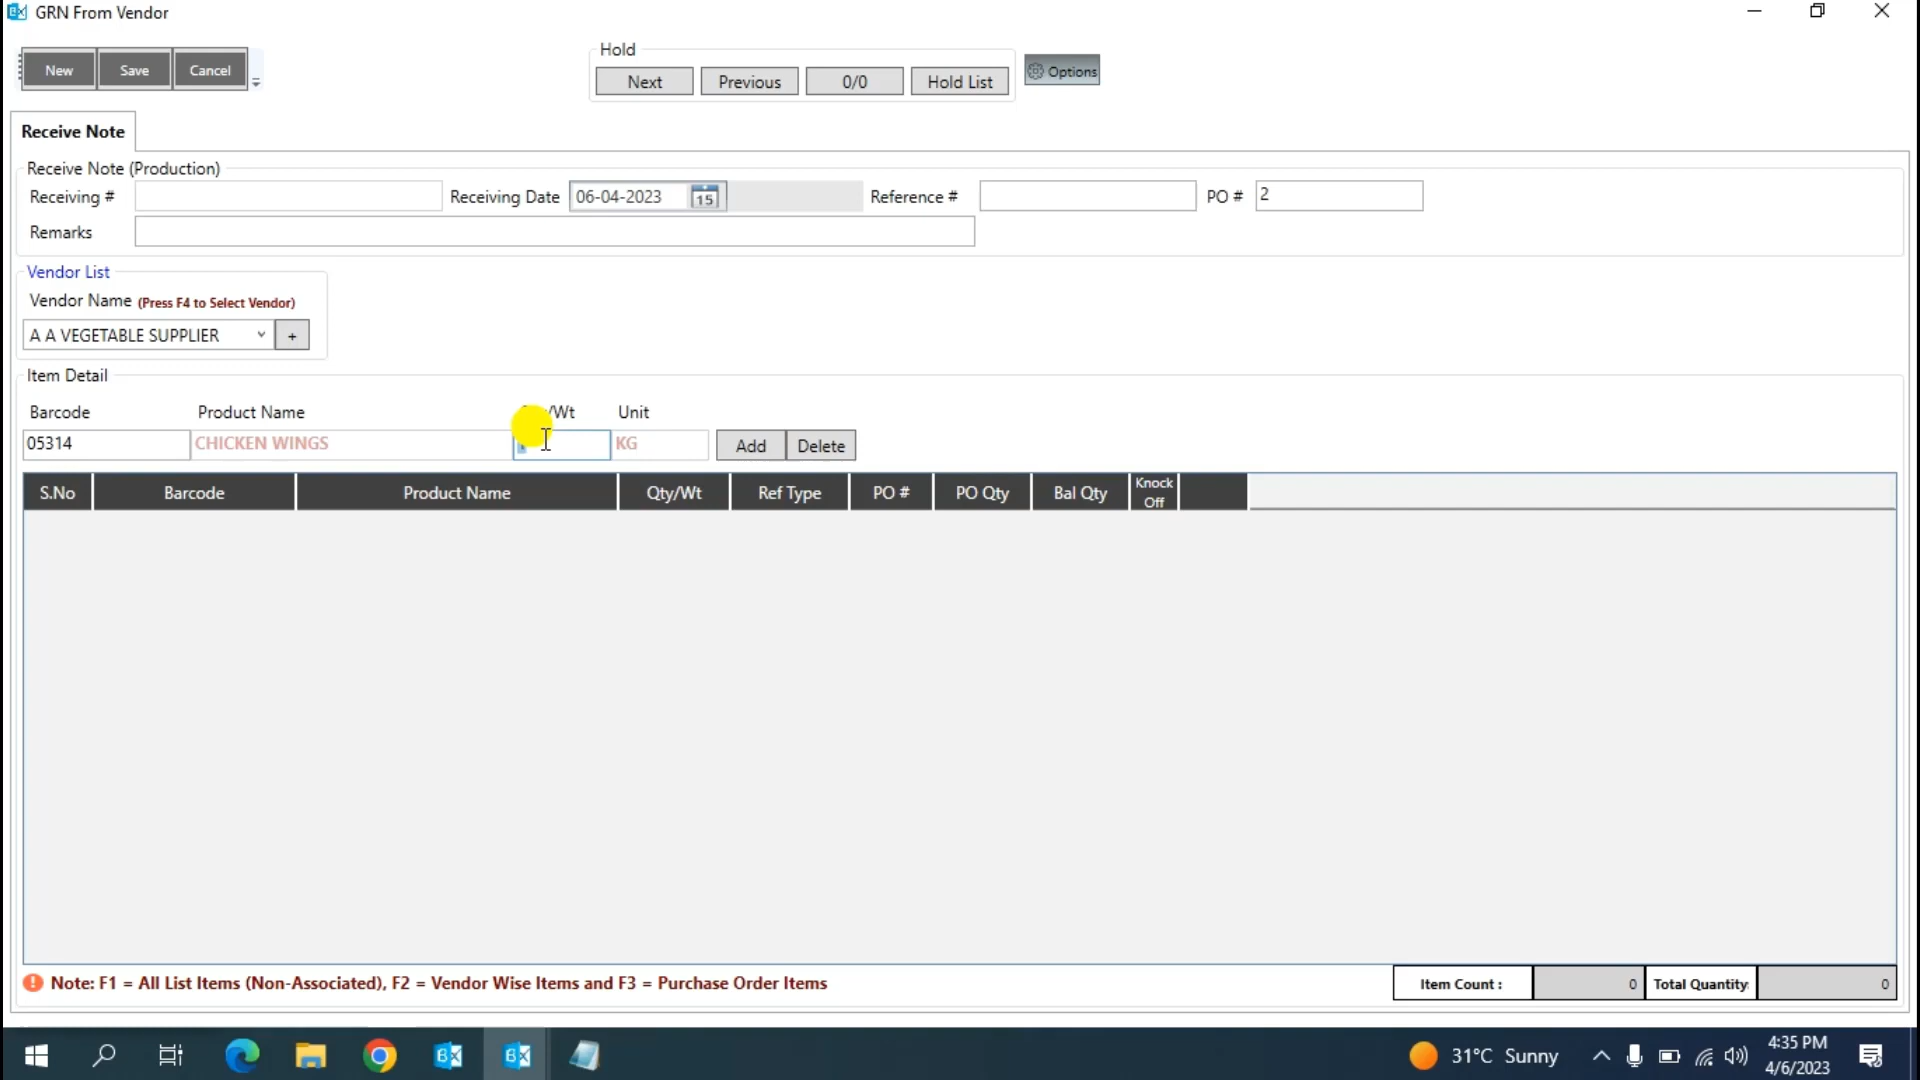 GRN From Vendor
New Save Cancel
Hold
Next Previous 0/0 Hold List
Options
Receive Note
Receive Note (Production)
Receiving # Receiving Date 06-04-2023 15 Reference # PO # 2
Remarks
Vendor List
Vendor Name (Press F4 to Select Vendor)
A A VEGETABLE SUPPLIER +
Item Detail
Barcode Product Name /Wt Unit
05314 CHICKEN WINGS KG Add Delete
S.No Barcode Product Name Qty/Wt Ref Type PO # PO Qty Bal Qty Knock Off
Note: F1 = All List Items (Non-Associated), F2 = Vendor Wise Items and F3 = Purchase Order Items
Item Count : 0 Total Quantity 0
31°C Sunny
4:35 PM
4/6/2023